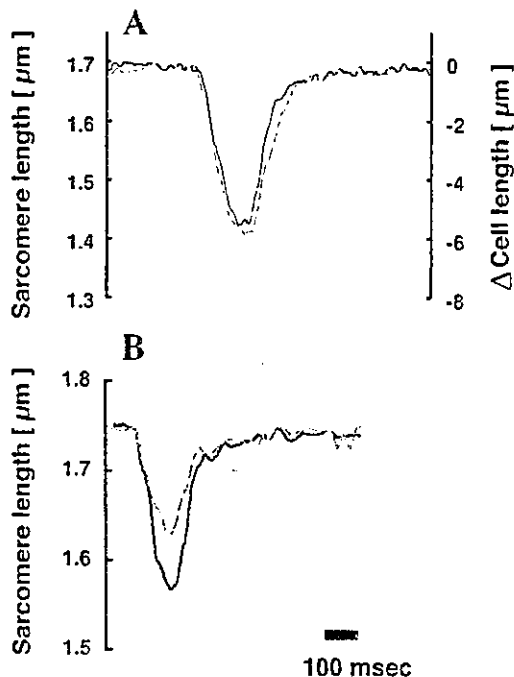 A
Sarcomere length [ µm ]
1.7
1.6
1.5
1.4
1.3
0
-2
-4
-6
-8
Δ Cell length [ µm ]
B
Sarcomere length [ µm ]
1.8
1.7
1.6
1.5
100 msec